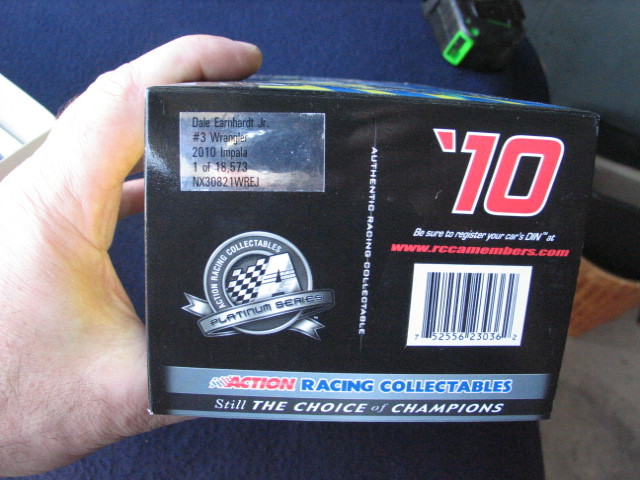 Dale Earnhardt Jr.
#3 Wrangler
2010 Impala
1 of 18,573
NX30821WREJ
ACTION RACING COLLECTABLES
PLATINUM SERIES
AUTHENTIC RACING COLLECTABLE
'10
Be sure to register your car's DIN™ at
www.rccamembers.com
7 52556 23036 2
ACTION RACING COLLECTABLES
Still THE CHOICE of CHAMPIONS